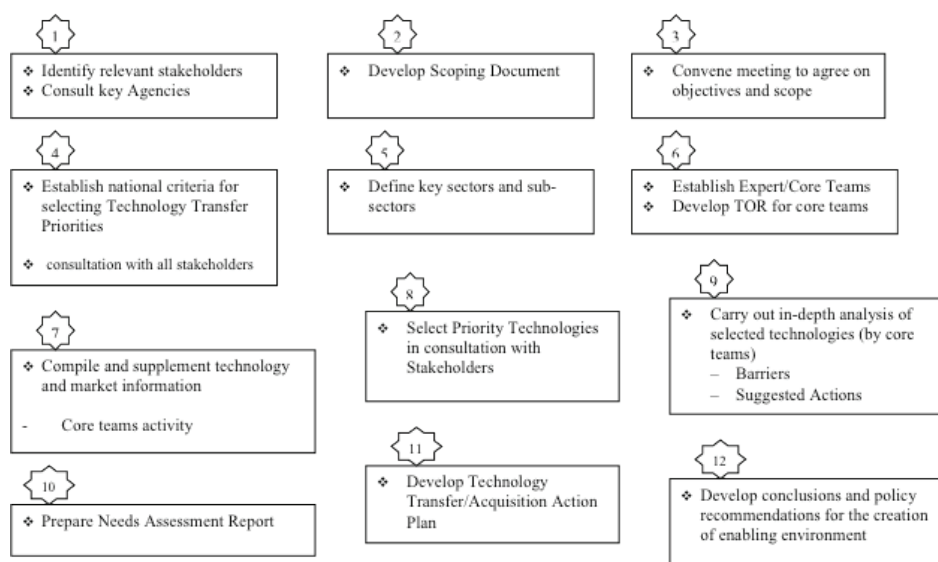 1
❖ Identify relevant stakeholders
❖ Consult key Agencies
2
❖ Develop Scoping Document
3
❖ Convene meeting to agree on
objectives and scope
4
❖ Establish national criteria for
selecting Technology Transfer
Priorities
❖ consultation with all stakeholders
5
❖ Define key sectors and sub-
sectors
6
❖ Establish Expert/Core Teams
❖ Develop TOR for core teams
7
❖ Compile and supplement technology
and market information
- Core teams activity
8
❖ Select Priority Technologies
in consultation with
Stakeholders
9
❖ Carry out in-depth analysis of
selected technologies (by core
teams)
– Barriers
– Suggested Actions
10
❖ Prepare Needs Assessment Report
11
❖ Develop Technology
Transfer/Acquisition Action
Plan
12
❖ Develop conclusions and policy
recommendations for the creation
of enabling environment